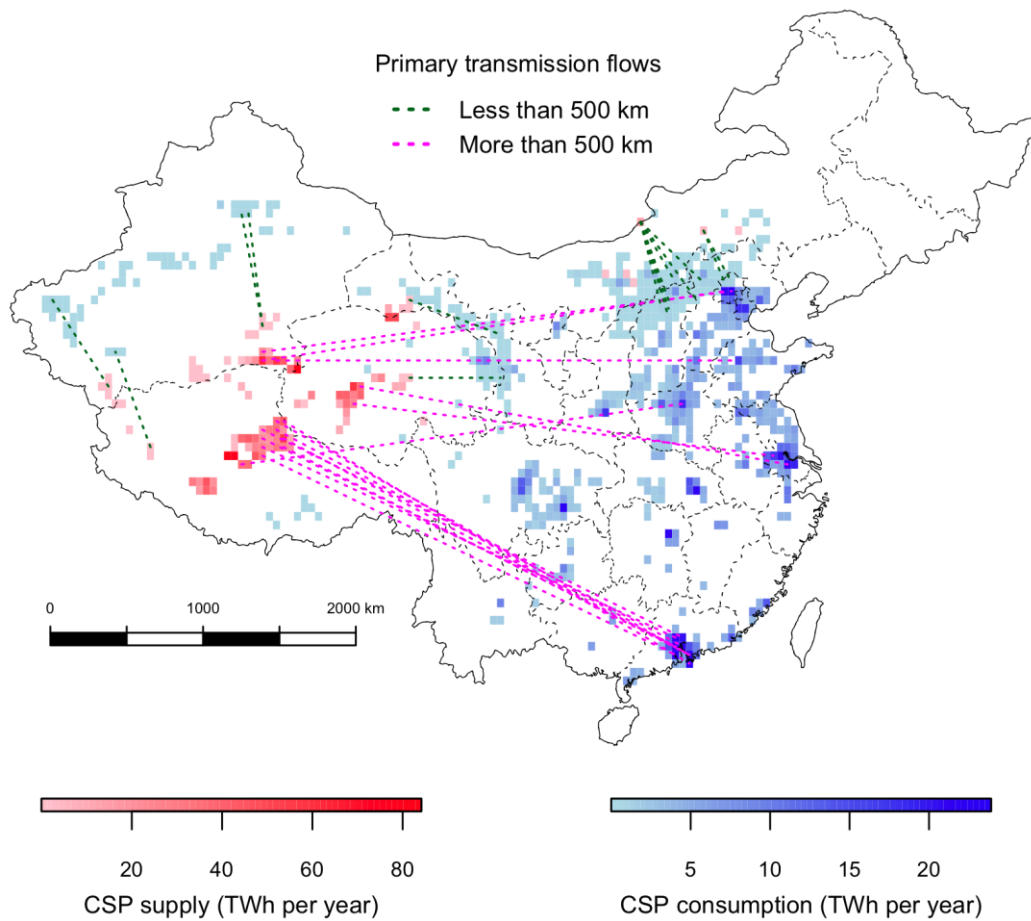 Primary transmission flows
Less than 500 km
More than 500 km
0 1000 2000 km
20 40 60 80
CSP supply (TWh per year)
5 10 15 20
CSP consumption (TWh per year)